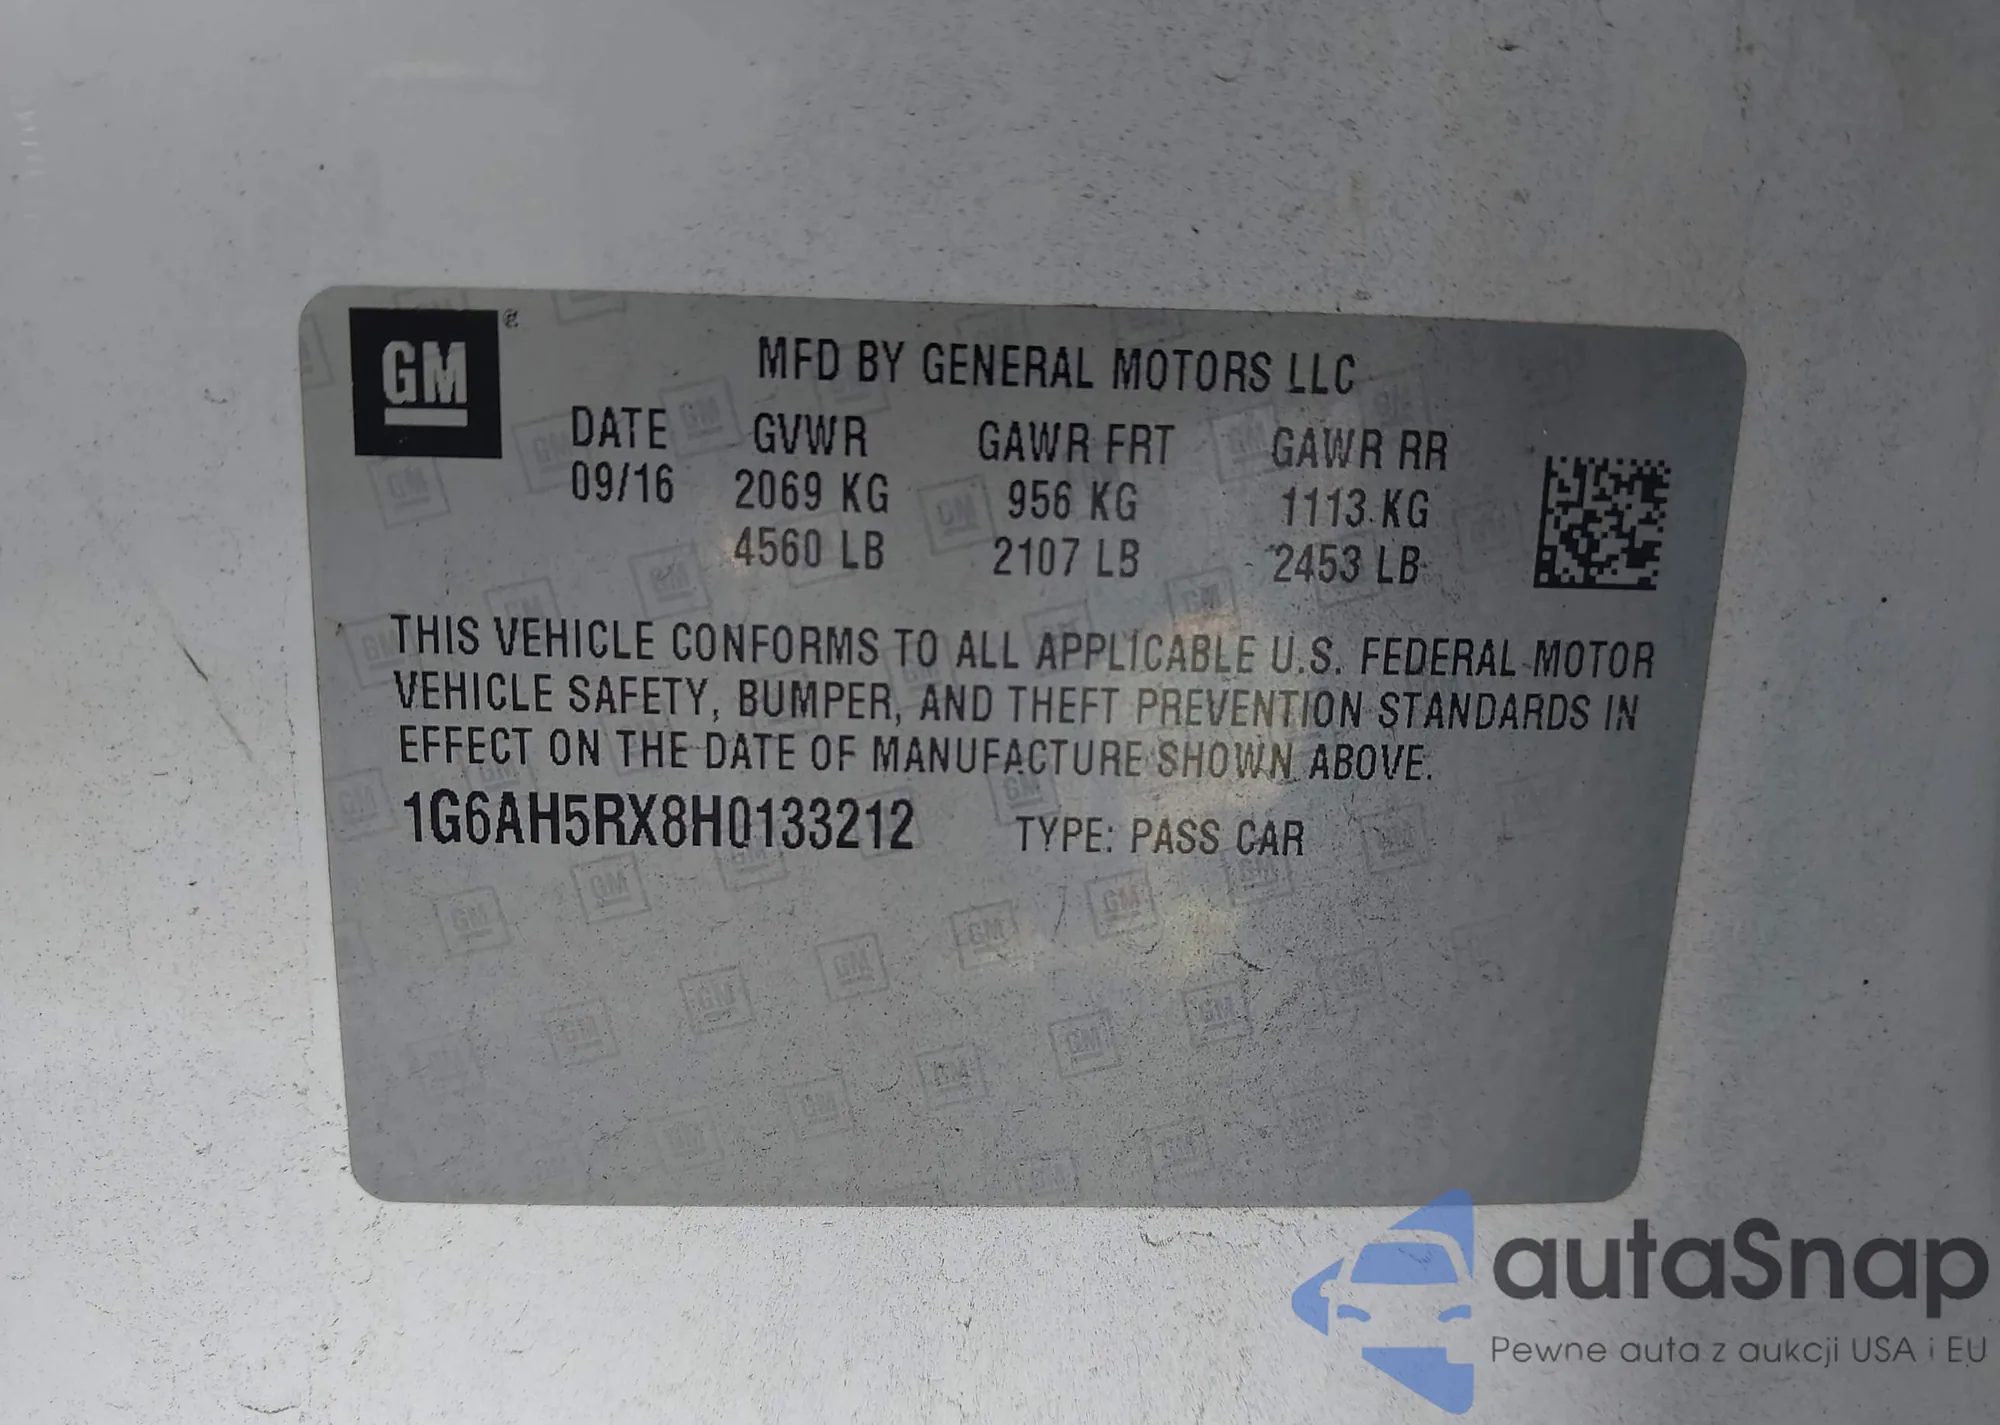 GM
MFD BY GENERAL MOTORS LLC
DATE GVWR GAWR FRT GAWR RR
09/16 2069 KG 956 KG 1113 KG
4560 LB 2107 LB 2453 LB
THIS VEHICLE CONFORMS TO ALL APPLICABLE U.S. FEDERAL MOTOR
VEHICLE SAFETY, BUMPER, AND THEFT PREVENTION STANDARDS IN
EFFECT ON THE DATE OF MANUFACTURE SHOWN ABOVE.
1G6AH5RX8H0133212 TYPE: PASS CAR
autaSnap
Pewne auta z aukcji USA i EU